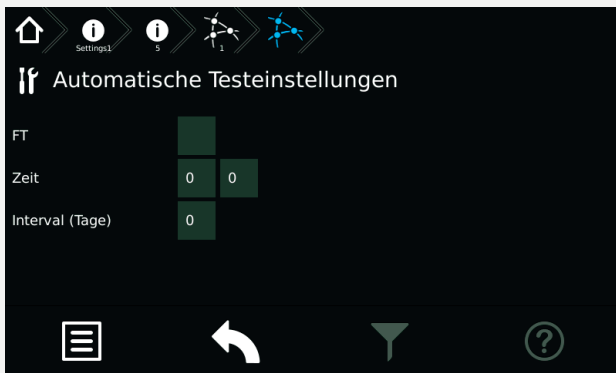 Settings1 5 1
Automatische Testeinstellungen
FT
Zeit 0 0
Interval (Tage) 0
?